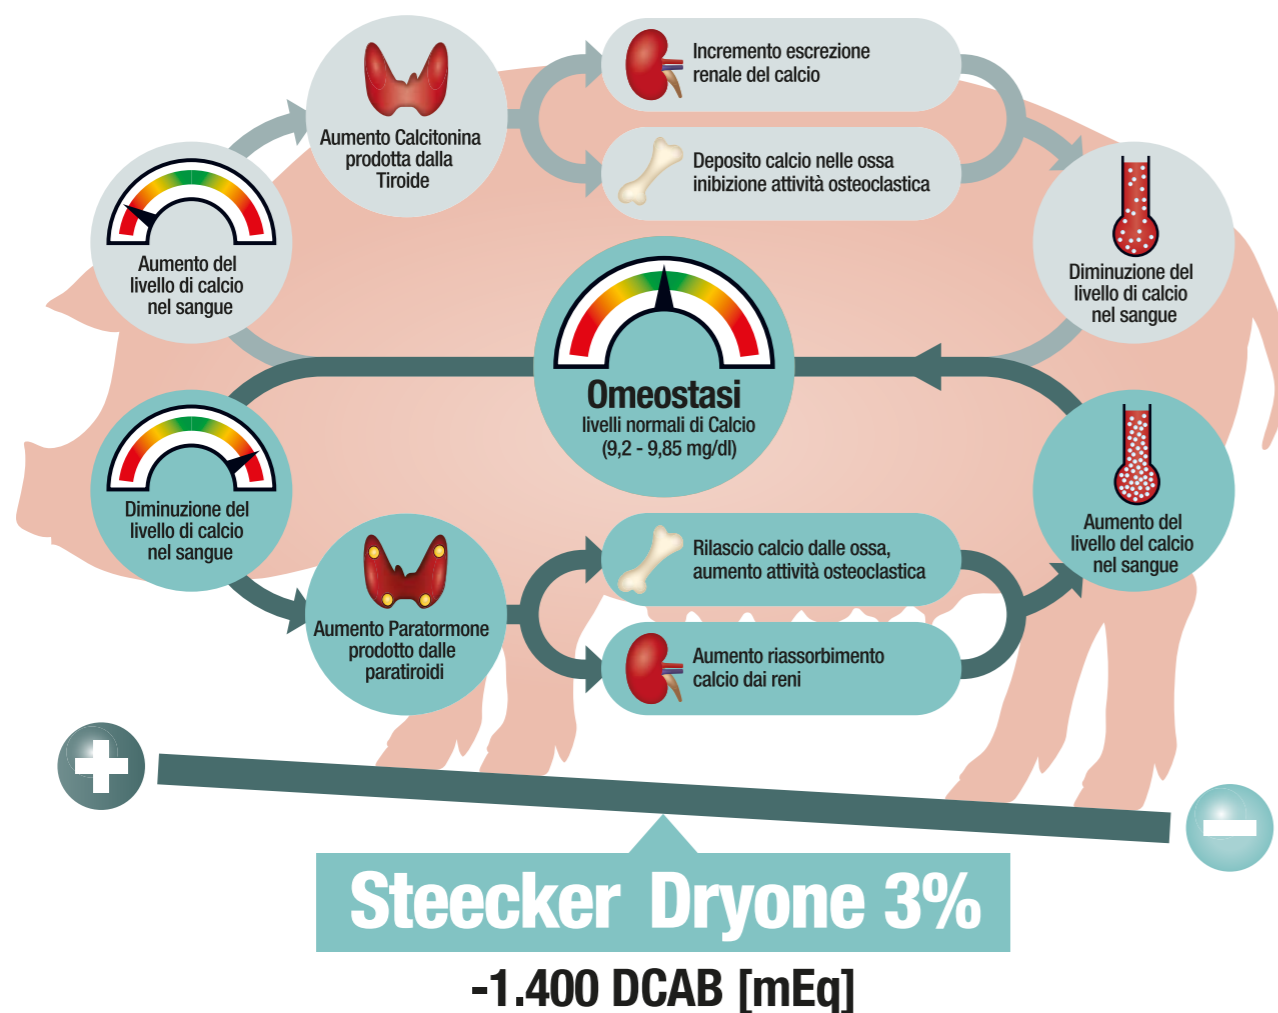 Incremento escrezione
renale del calcio
Aumento Calcitonina
prodotta dalla
Tiroide
Deposito calcio nelle ossa
inibizione attività osteoclastica
Aumento del
livello di calcio
nel sangue
Diminuzione del
livello di calcio
nel sangue
Omeostasi
livelli normali di Calcio
(9,2 - 9,85 mg/dl)
Diminuzione del
livello di calcio
nel sangue
Aumento del
livello del calcio
nel sangue
Rilascio calcio dalle ossa,
aumento attività osteoclastica
Aumento Paratormone
prodotto dalle
paratiroidi
Aumento riassorbimento
calcio dai reni
Steecker Dryone 3%
-1.400 DCAB [mEq]